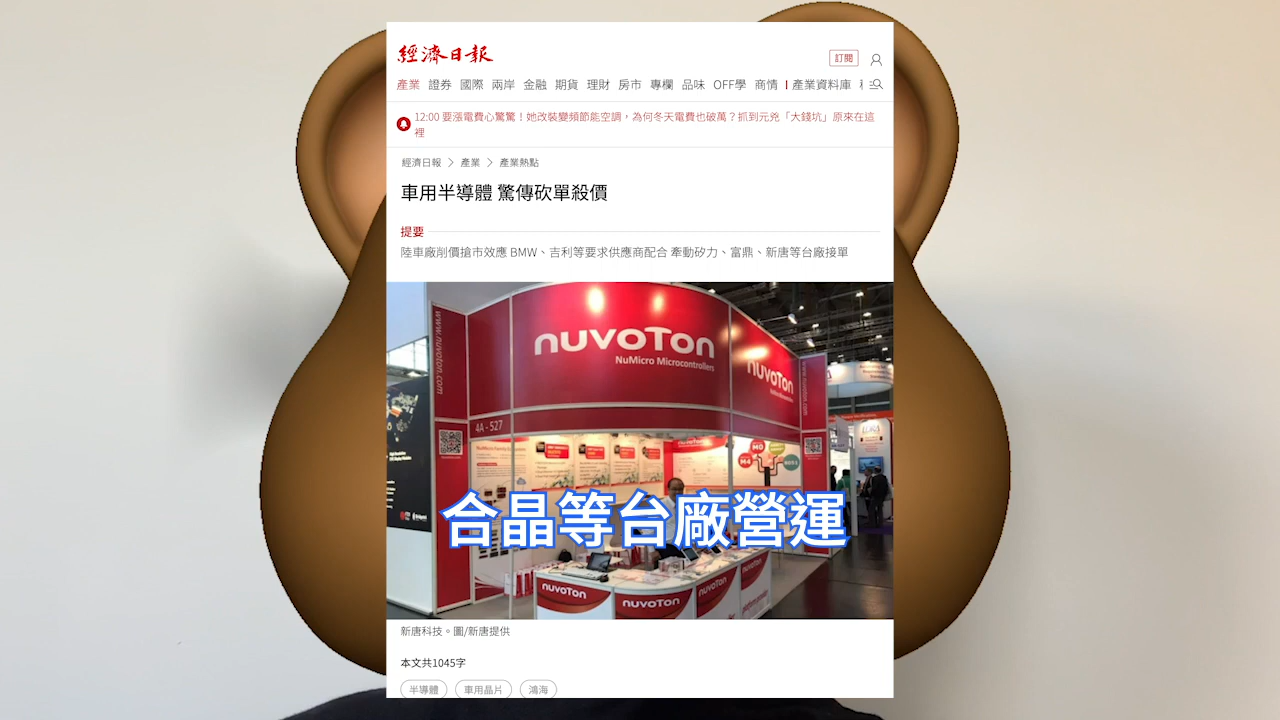 經濟日報
訂閱
產業 證券 國際 兩岸 金融 期貨 理財 房市 專欄 品味 OFF學 商情 產業資料庫
12:00 要漲電費心驚驚！她改裝變頻節能空調，為何冬天電費也破萬？抓到元兇「大錢坑」原來在這
裡
經濟日報 > 產業 > 產業熱點
車用半導體 驚傳砍單殺價
提要
陸車廠削價搶市效應 BMW、吉利等要求供應商配合 牽動矽力、富鼎、新唐等台廠接單
www.nuvoton.com
nuvoTon
NuMicro Microcontrollers
nuvoTon
4A - 527
M0
M4
合晶等台廠營運
nuvoTon
nuvoTon
nuvoTon
nuvoTon
新唐科技。圖/新唐提供
本文共1045字
半導體 車用晶片 鴻海